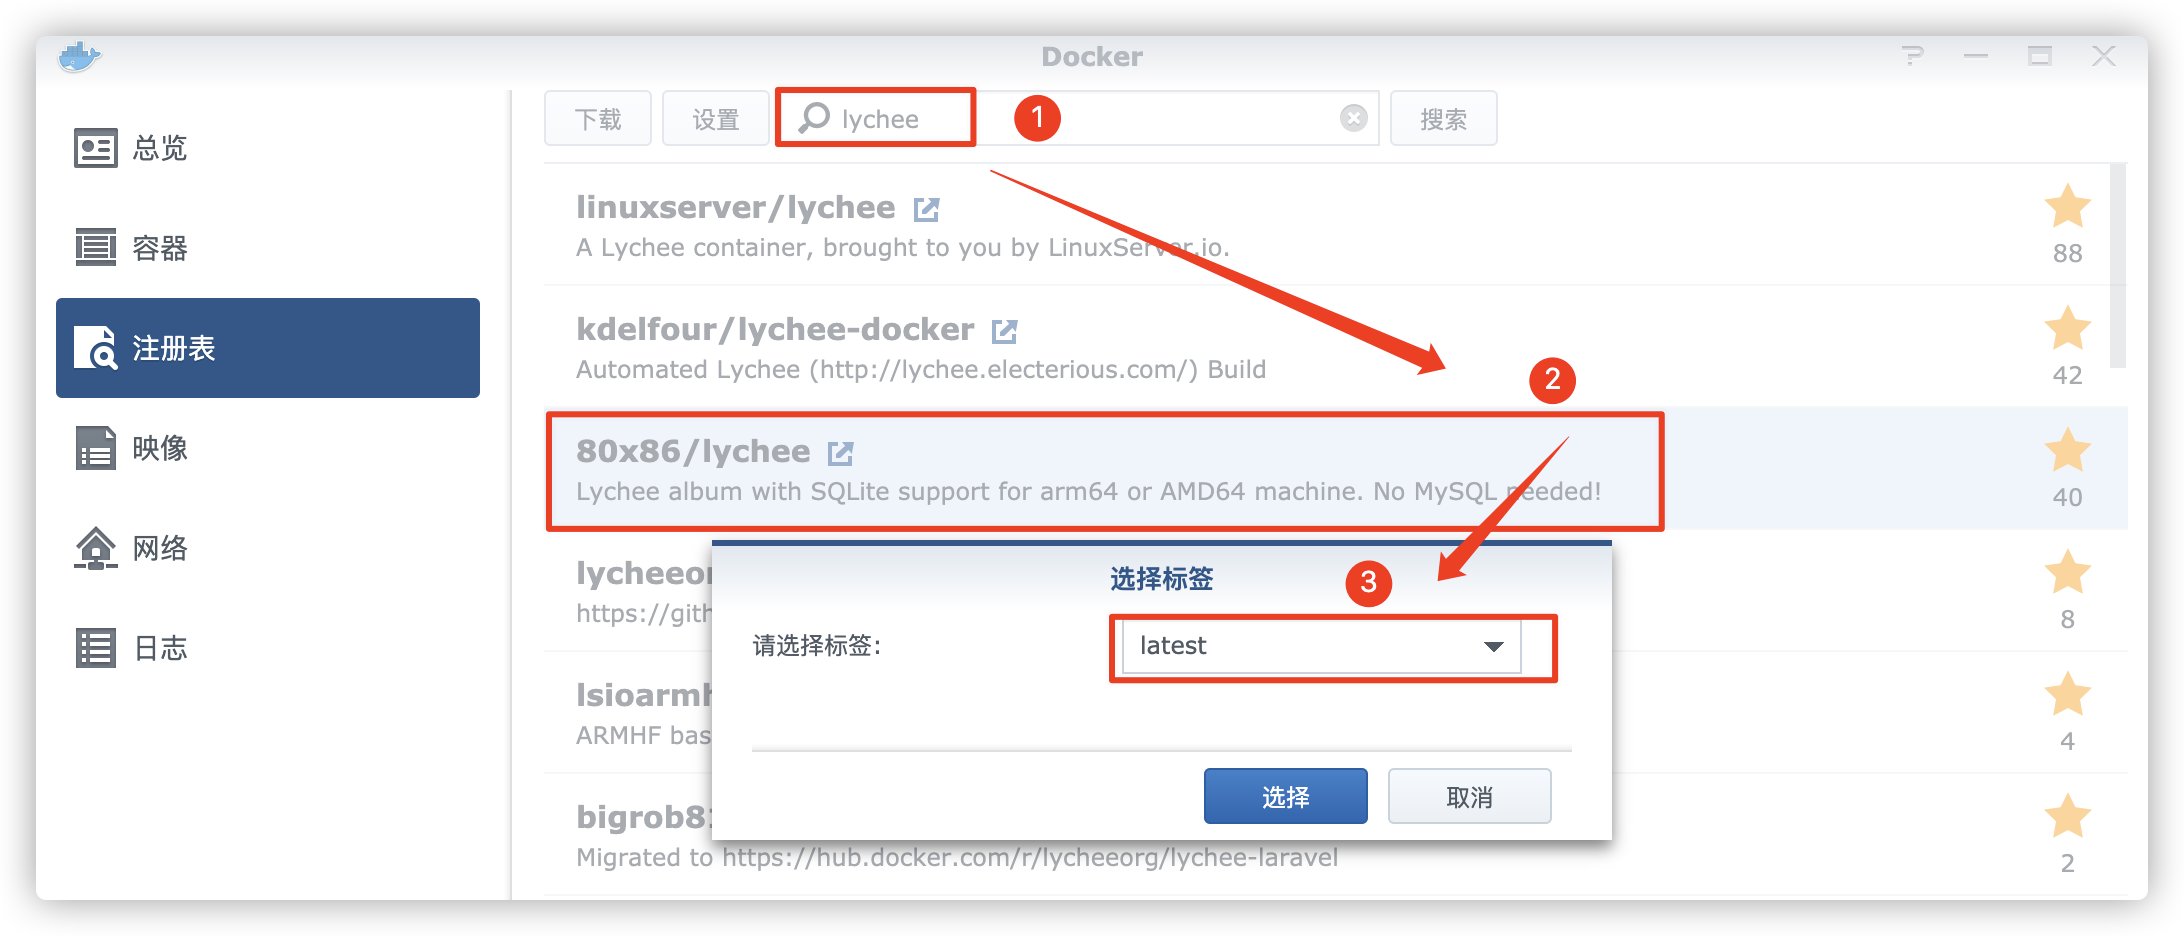 Docker
总览
容器
注册表
映像
网络
日志
下载
设置
lychee
1
搜索
linuxserver/lychee
A Lychee container, brought to you by LinuxServer.io.
88
kdelfour/lychee-docker
Automated Lychee (http://lychee.electerious.com/) Build
42
2
80x86/lychee
Lychee album with SQLite support for arm64 or AMD64 machine. No MySQL needed!
40
lycheeor
https://gith
8
lsioarmh
ARMHF bas
4
bigrob8
Migrated to https://hub.docker.com/r/lycheeorg/lychee-laravel
2
选择标签
3
请选择标签:
latest
选择
取消